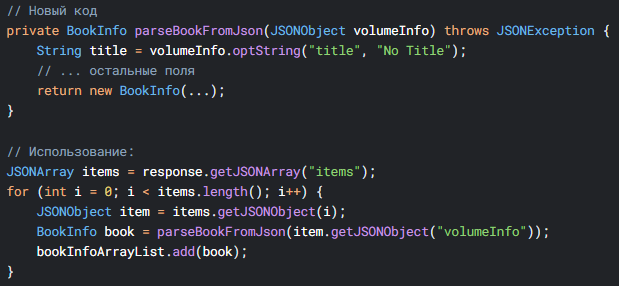 // Новый код
private BookInfo parseBookFromJson(JSONObject volumeInfo) throws JSONException {
    String title = volumeInfo.optString("title", "No Title");
    // ... остальные поля
    return new BookInfo(...);
}

// Использование:
JSONArray items = response.getJSONArray("items");
for (int i = 0; i < items.length(); i++) {
    JSONObject item = items.getJSONObject(i);
    BookInfo book = parseBookFromJson(item.getJSONObject("volumeInfo"));
    bookInfoArrayList.add(book);
}